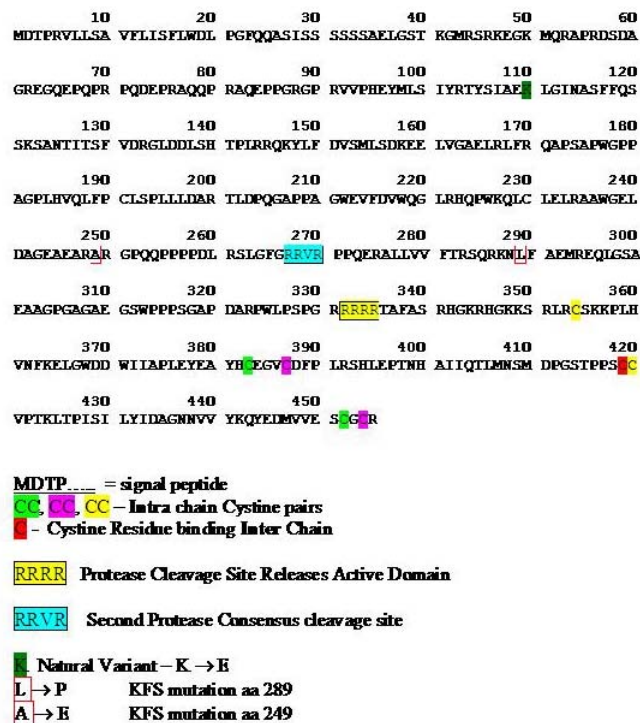 10 20 30 40 50 60
MDTPRVLLSA VFLISFLWDL PGFQQASISS SSSSAELGST KGMRSRKEGK MQRAPRDSDA
70 80 90 100 110 120
GREGQEPQPR PQDEPRAQQP RAQEPPGRGP RVVPHEYMLS IYRTYSIAEK LGINASFFQS
130 140 150 160 170 180
SKSANTITSF VDRGLDDLSH TPLRRQKYLF DVSMLSDKEE LVGAELRLFR QAPSAPWGPP
190 200 210 220 230 240
AGPLHVQLFP CLSPLLLDAR TLDPQGAPPA GWEVFDVWQG LRHQPWKQLC LELRAAWGEL
250 260 270 280 290 300
DAGEAEARAR GPQQPPPPDL RSLGFGRRVR PPQERALLVV FTRSQRKNLF AEMREQLGSA
310 320 330 340 350 360
EAAGPGAGAE GSWPPPSGAP DARPWLPSPG RRRRTAFASR HGKRHGKKSR LRCSKKPLH
370 380 390 400 410 420
VNFKELGWDD WIIAPLEYEA YHCEGVCDFP LRSHLEPTNH AIIQTLMNSM DPGSTPPSCC
430 440 450
VPTKLTPISI LYIDAGNNVV YKQYEDMVVE SCGCR
MDTP...... = signal peptide
CC, CC, CC – Intra chain Cystine pairs
C - Cystine Residue binding Inter Chain
RRRR Protease Cleavage Site Releases Active Domain
RRVR Second Protease Consensus cleavage site
K Natural Variant – K → E
L → P KFS mutation aa 289
A → E KFS mutation aa 249